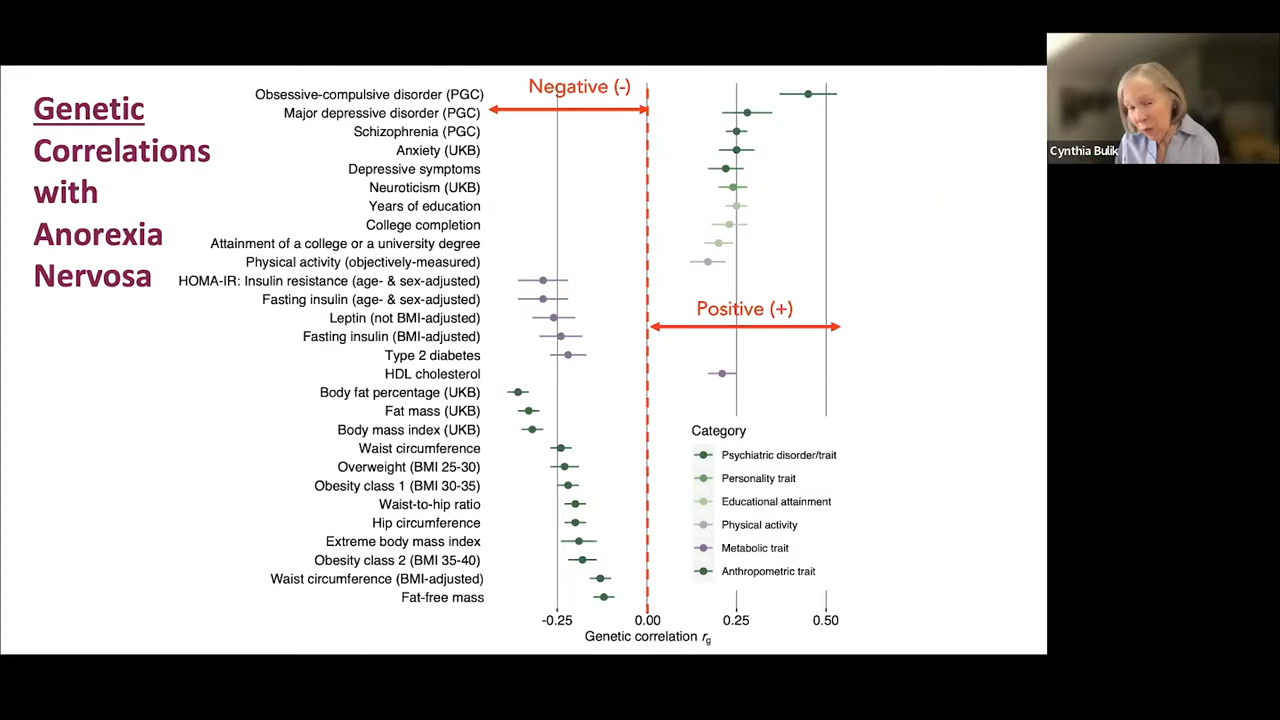 Genetic
Correlations
with
Anorexia
Nervosa
Negative (-)
Obsessive-compulsive disorder (PGC)
Major depressive disorder (PGC)
Schizophrenia (PGC)
Anxiety (UKB)
Depressive symptoms
Neuroticism (UKB)
Years of education
College completion
Attainment of a college or a university degree
Physical activity (objectively-measured)
HOMA-IR: Insulin resistance (age- & sex-adjusted)
Fasting insulin (age- & sex-adjusted)
Leptin (not BMI-adjusted)
Fasting insulin (BMI-adjusted)
Type 2 diabetes
HDL cholesterol
Body fat percentage (UKB)
Fat mass (UKB)
Body mass index (UKB)
Waist circumference
Overweight (BMI 25-30)
Obesity class 1 (BMI 30-35)
Waist-to-hip ratio
Hip circumference
Extreme body mass index
Obesity class 2 (BMI 35-40)
Waist circumference (BMI-adjusted)
Fat-free mass
Positive (+)
Category
Psychiatric disorder/trait
Personality trait
Educational attainment
Physical activity
Metabolic trait
Anthropometric trait
-0.25 0.00 0.25 0.50
Genetic correlation rg
Cynthia Bulik